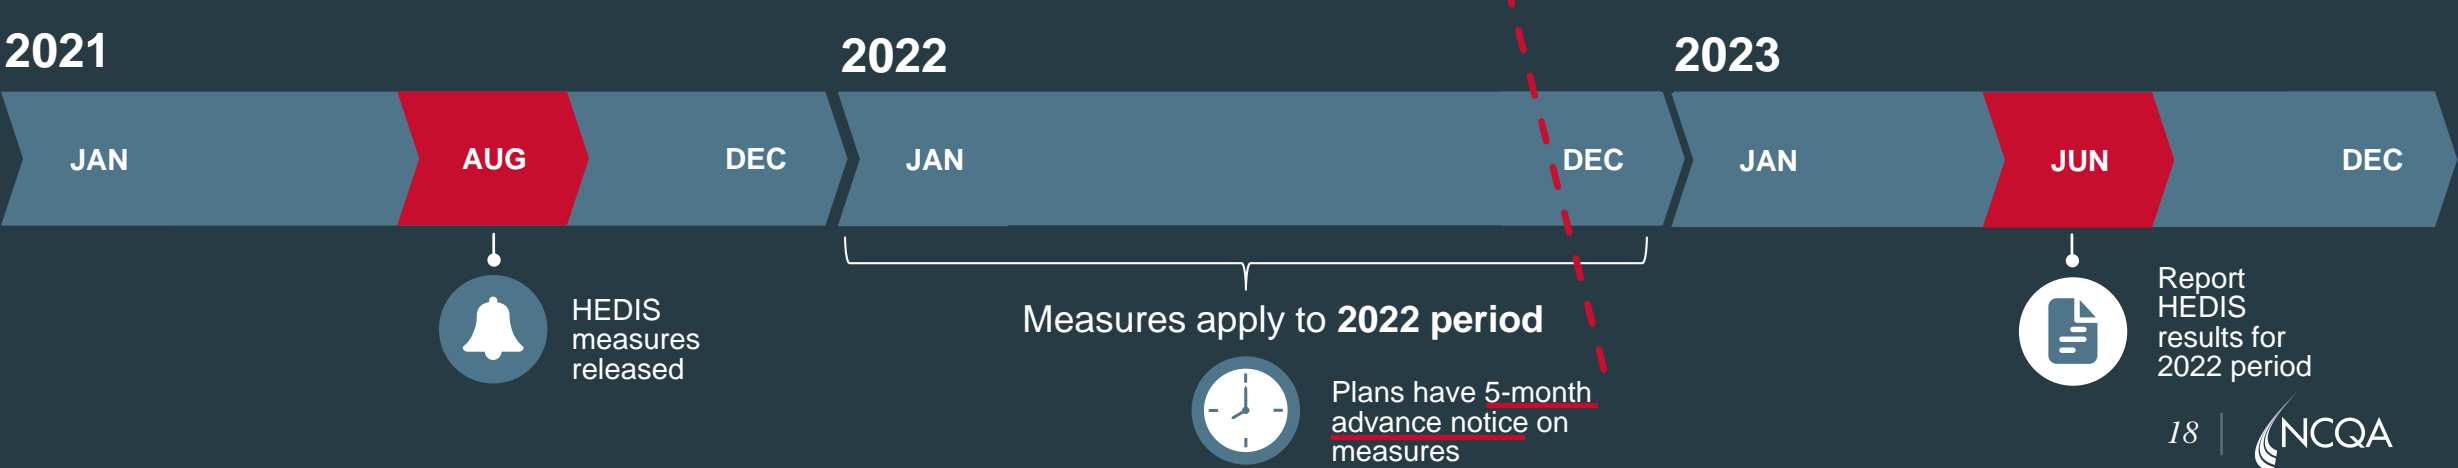 2021
2022
2023
JAN
AUG
DEC
JAN
DEC
JAN
JUN
DEC
HEDIS
measures
released
Measures apply to 2022 period
Plans have 5-month
advance notice on
measures
Report
HEDIS
results for
2022 period
18
NCQA